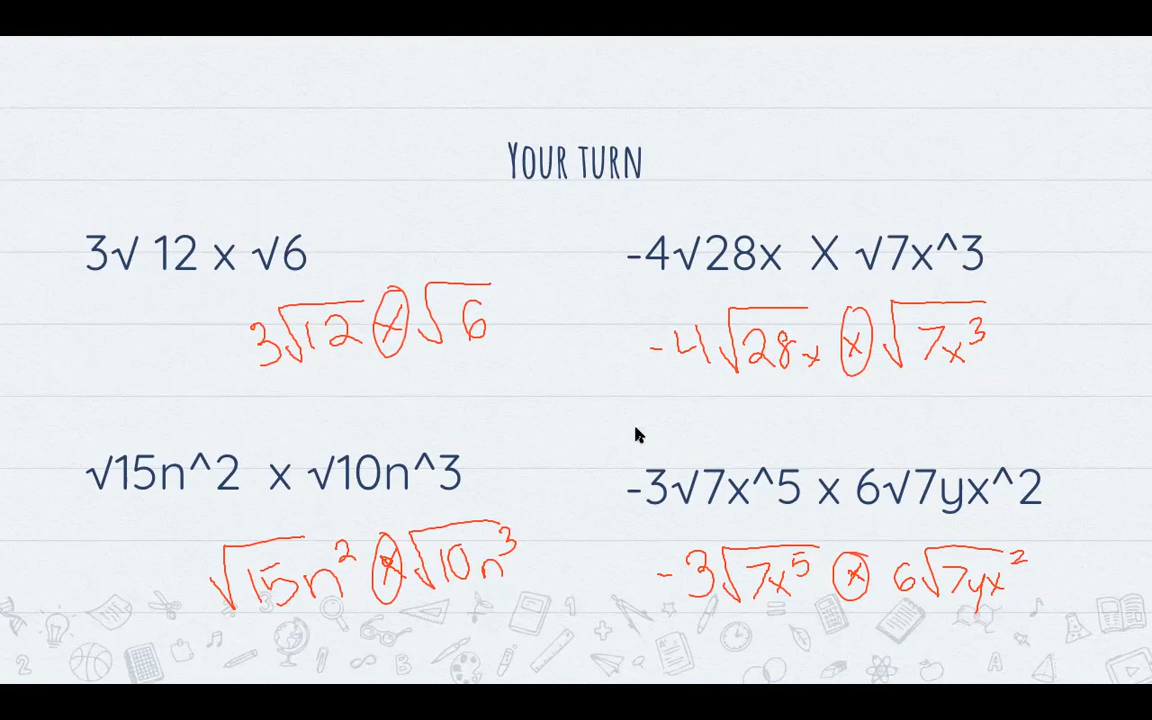 Your turn
3√ 12 x √6
3√12 x √6
-4√28x X √7x^3
-4√28x x √7x³
√15n^2 x √10n^3
√15n² x √10n³
-3√7x^5 x 6√7yx^2
-3√7x⁵ x 6√7yx²